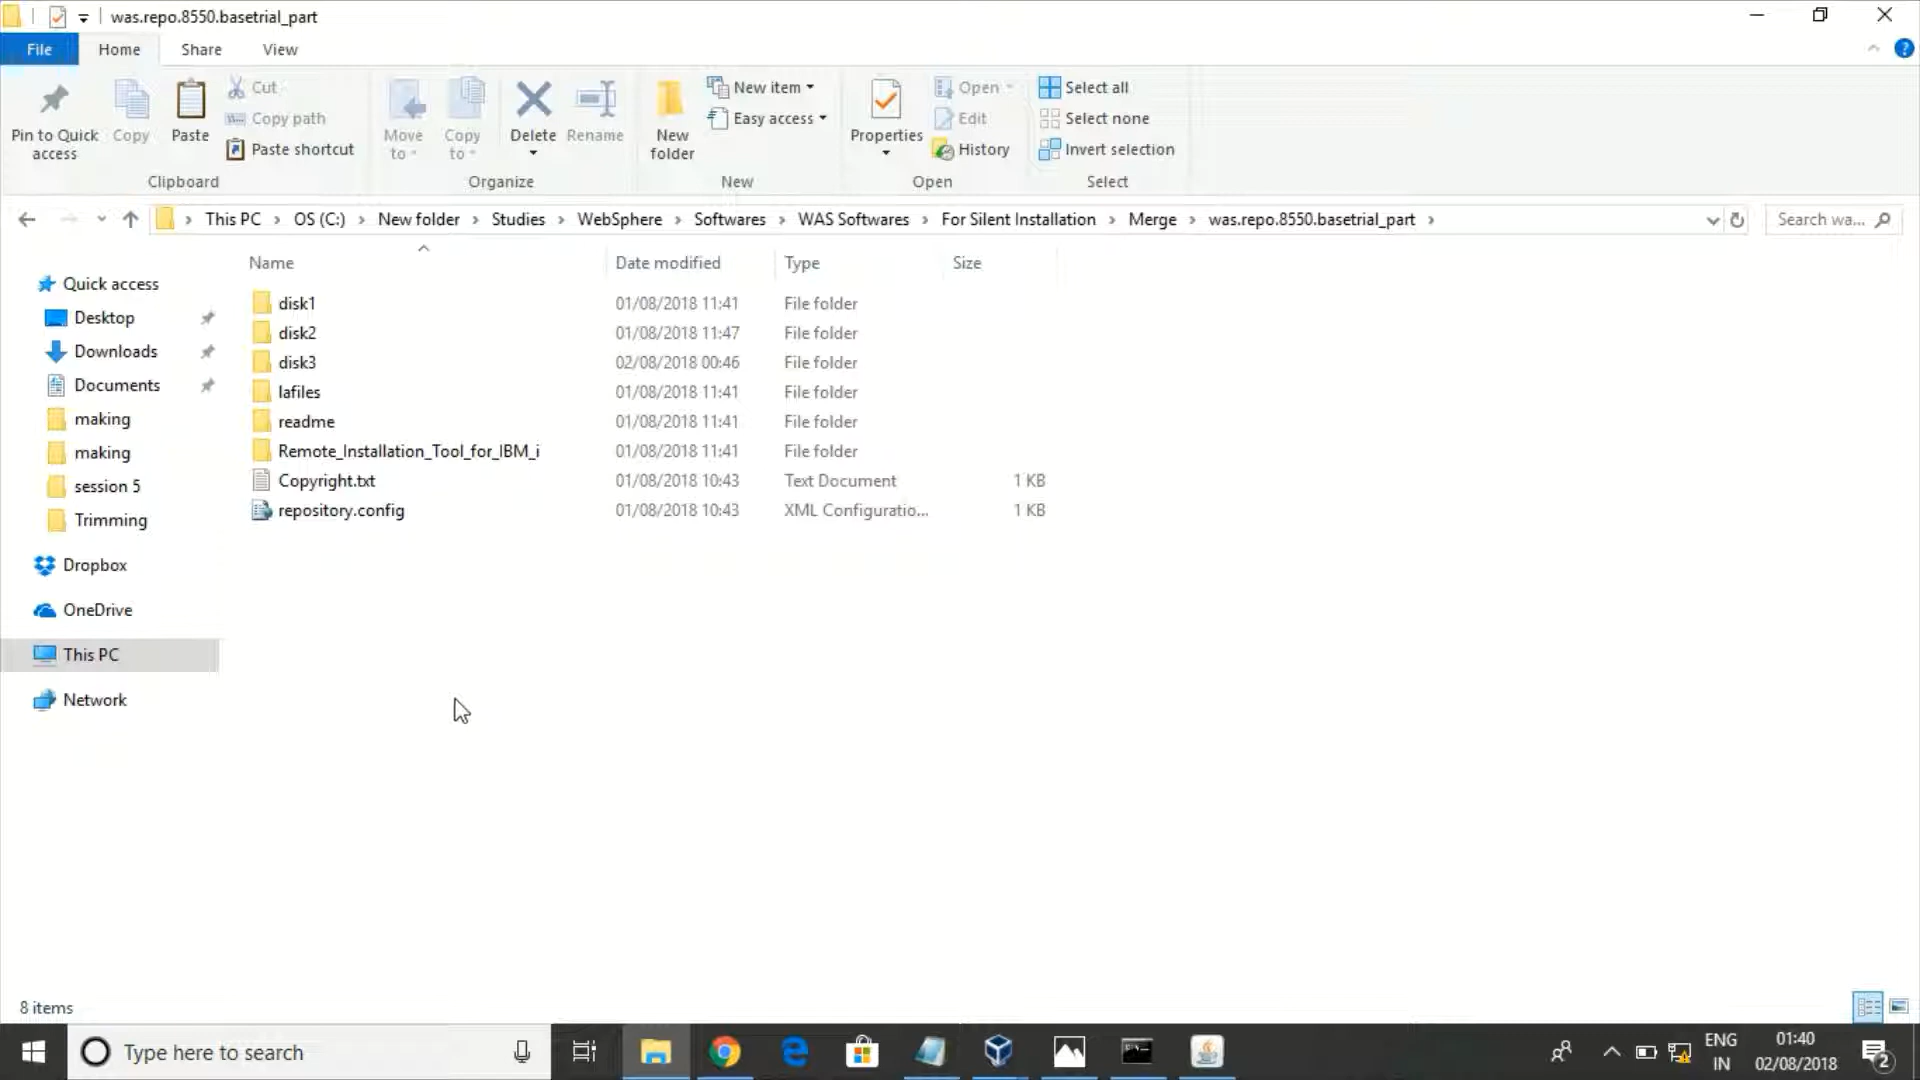 was.repo.8550.basetrial_part
File Home Share View
Pin to Quick access
Copy
Paste
Cut
Copy path
Paste shortcut
Clipboard
Move to
Copy to
Delete
Rename
Organize
New folder
New item
Easy access
New
Properties
Open
Edit
History
Open
Select all
Select none
Invert selection
Select
This PC › OS (C:) › New folder › Studies › WebSphere › Softwares › WAS Softwares › For Silent Installation › Merge › was.repo.8550.basetrial_part ›
Search wa...
Quick access
Desktop
Downloads
Documents
making
making
session 5
Trimming
Dropbox
OneDrive
This PC
Network
Name Date modified Type Size
disk1 01/08/2018 11:41 File folder
disk2 01/08/2018 11:47 File folder
disk3 02/08/2018 00:46 File folder
lafiles 01/08/2018 11:41 File folder
readme 01/08/2018 11:41 File folder
Remote_Installation_Tool_for_IBM_i 01/08/2018 11:41 File folder
Copyright.txt 01/08/2018 10:43 Text Document 1 KB
repository.config 01/08/2018 10:43 XML Configuratio... 1 KB
8 items
Type here to search
ENG
IN
01:40
02/08/2018
2